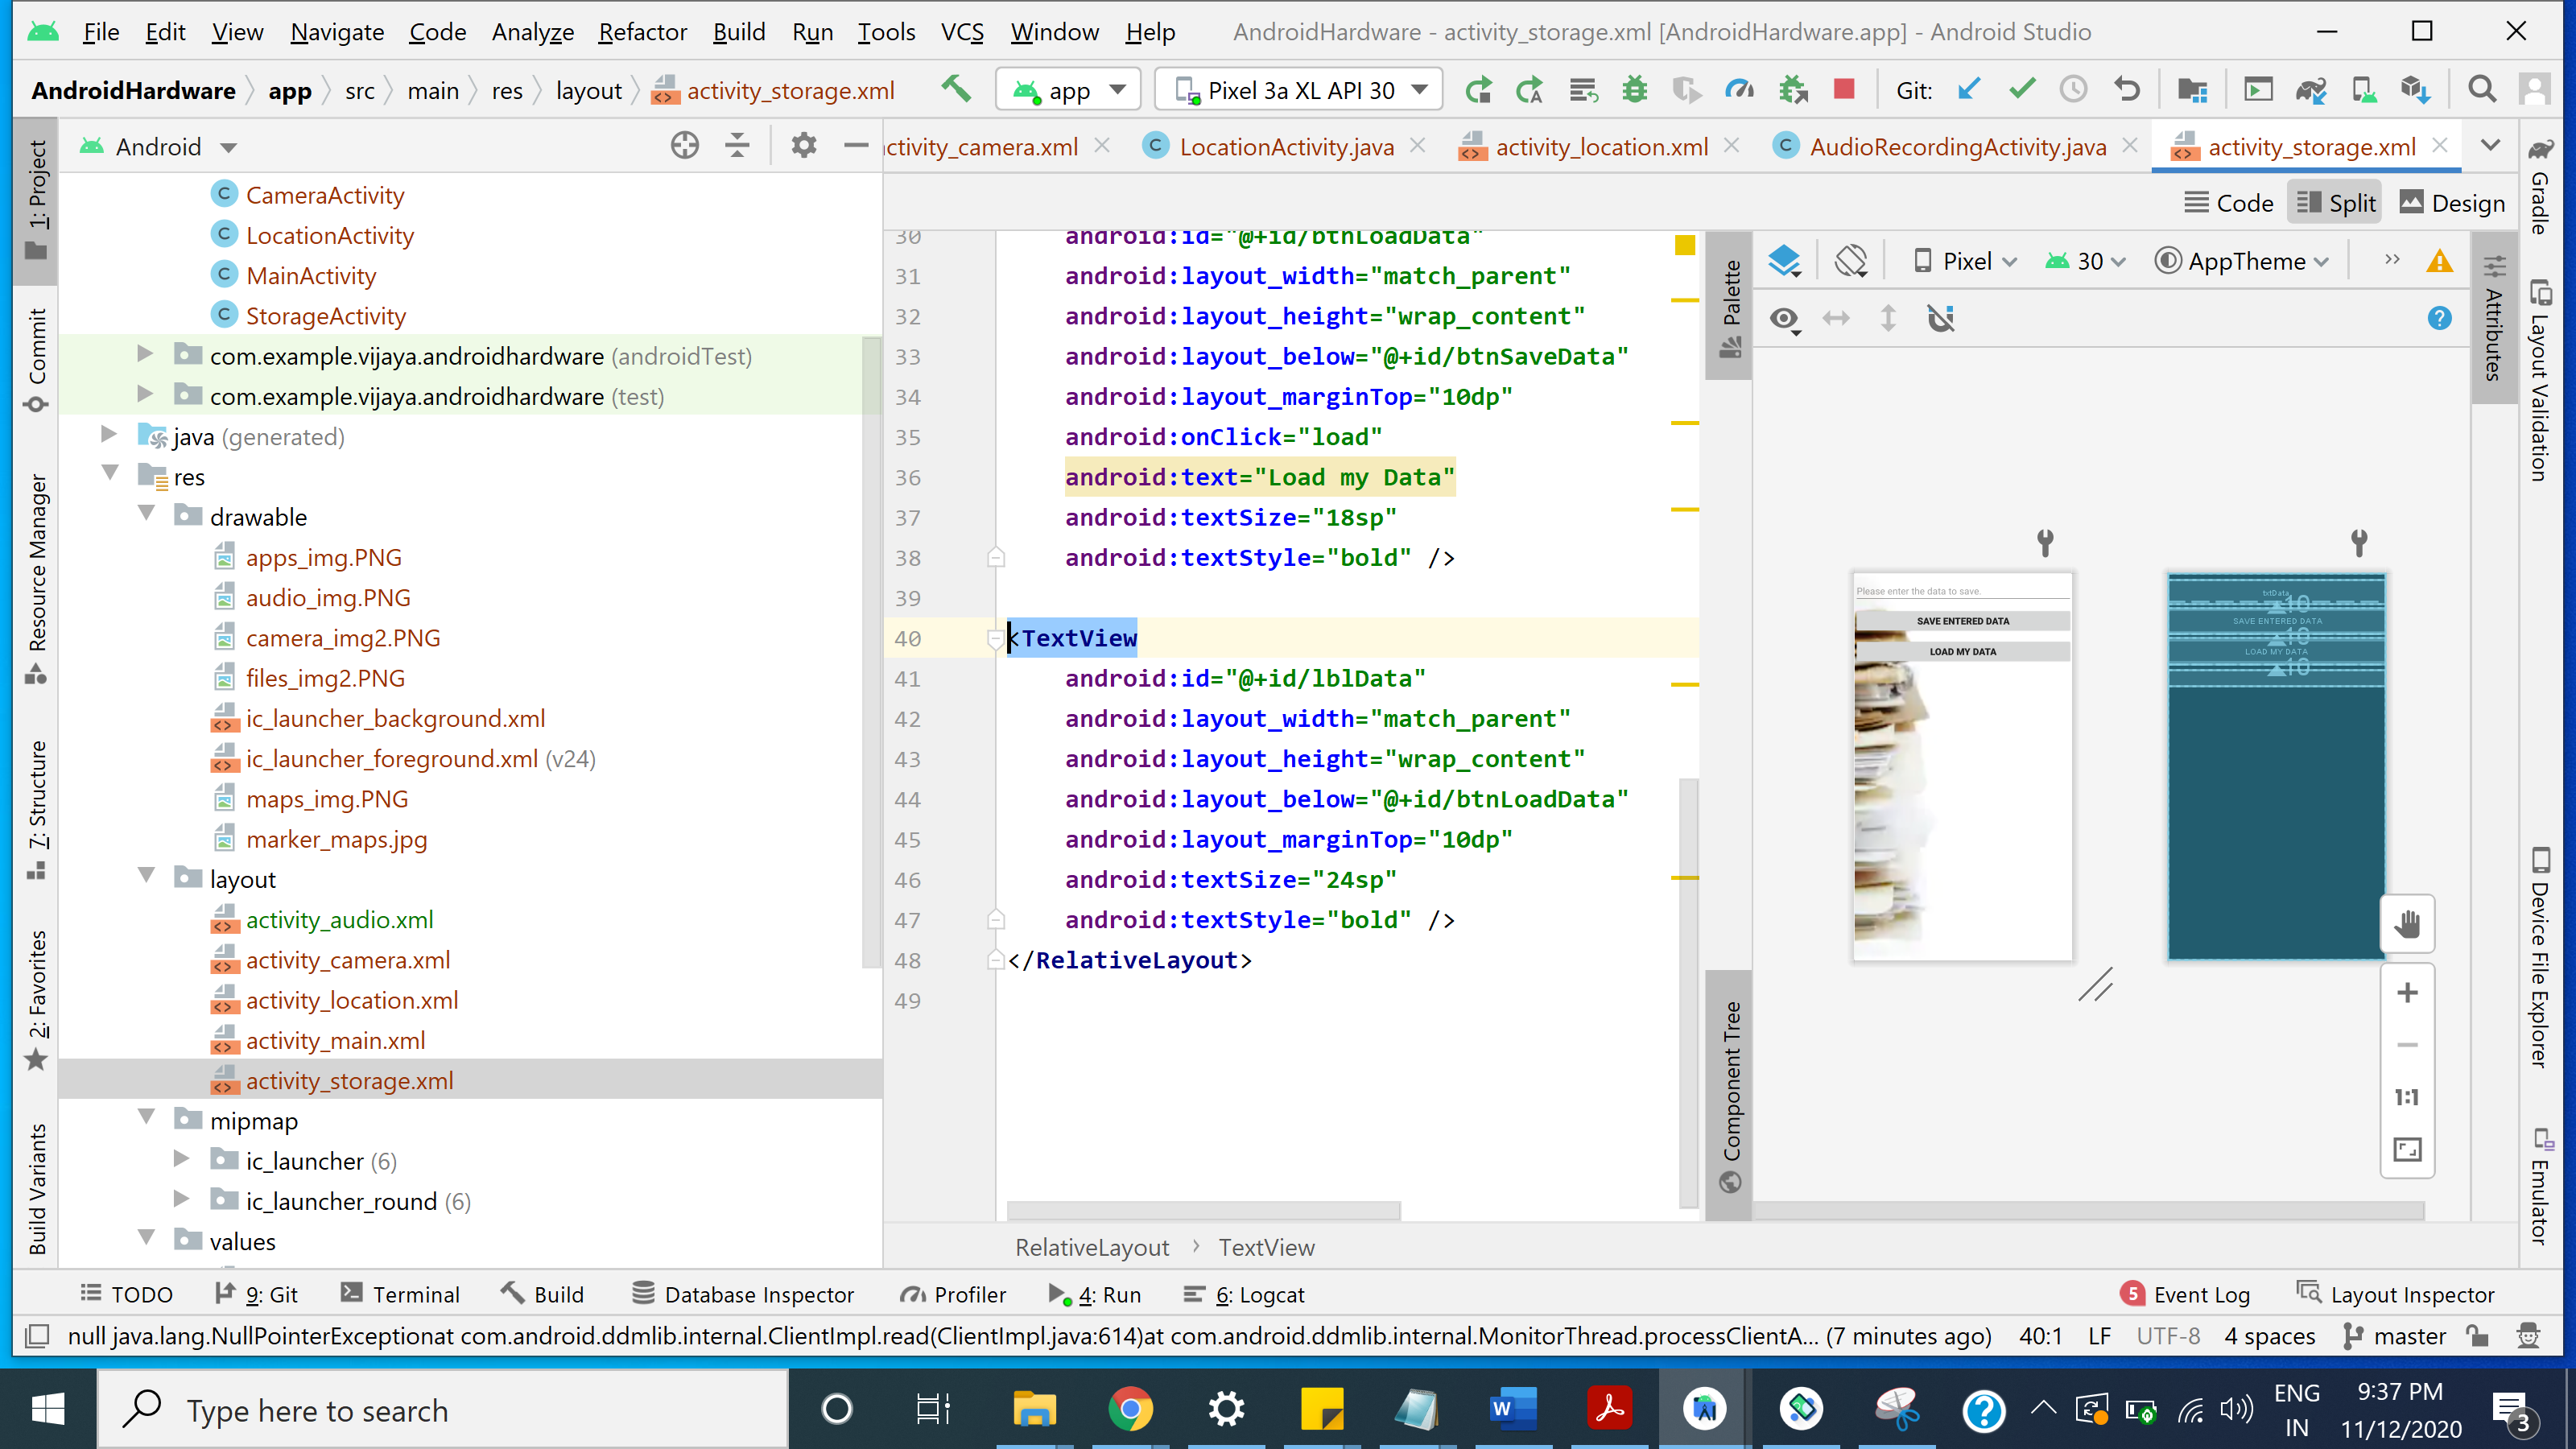 File Edit View Navigate Code Analyze Refactor Build Run Tools VCS Window Help AndroidHardware - activity_storage.xml [AndroidHardware.app] - Android Studio
AndroidHardware app src main res layout activity_storage.xml app Pixel 3a XL API 30 Git:
Android
ctivity_camera.xml LocationActivity.java activity_location.xml AudioRecordingActivity.java activity_storage.xml
Code Split Design
1: Project
Commit
Resource Manager
7: Structure
2: Favorites
Build Variants
CameraActivity
LocationActivity
MainActivity
StorageActivity
com.example.vijaya.androidhardware (androidTest)
com.example.vijaya.androidhardware (test)
java (generated)
res
drawable
apps_img.PNG
audio_img.PNG
camera_img2.PNG
files_img2.PNG
ic_launcher_background.xml
ic_launcher_foreground.xml (v24)
maps_img.PNG
marker_maps.jpg
layout
activity_audio.xml
activity_camera.xml
activity_location.xml
activity_main.xml
activity_storage.xml
mipmap
ic_launcher (6)
ic_launcher_round (6)
values
30 android:id="@+id/btnLoadData"
31 android:layout_width="match_parent"
32 android:layout_height="wrap_content"
33 android:layout_below="@+id/btnSaveData"
34 android:layout_marginTop="10dp"
35 android:onClick="load"
36 android:text="Load my Data"
37 android:textSize="18sp"
38 android:textStyle="bold" />
39
40 <TextView
41 android:id="@+id/lblData"
42 android:layout_width="match_parent"
43 android:layout_height="wrap_content"
44 android:layout_below="@+id/btnLoadData"
45 android:layout_marginTop="10dp"
46 android:textSize="24sp"
47 android:textStyle="bold" />
48 </RelativeLayout>
49
RelativeLayout TextView
Palette
Component Tree
Pixel 30 AppTheme
Please enter the data to save.
SAVE ENTERED DATA
LOAD MY DATA
txtData
10
SAVE ENTERED DATA
10
LOAD MY DATA
10
1:1
Attributes
Gradle
Layout Validation
Device File Explorer
Emulator
TODO 9: Git Terminal Build Database Inspector Profiler 4: Run 6: Logcat 5 Event Log Layout Inspector
null java.lang.NullPointerExceptionat com.android.ddmlib.internal.ClientImpl.read(ClientImpl.java:614)at com.android.ddmlib.internal.MonitorThread.processClientA... (7 minutes ago) 40:1 LF UTF-8 4 spaces master
Type here to search
ENG
IN
9:37 PM
11/12/2020
3